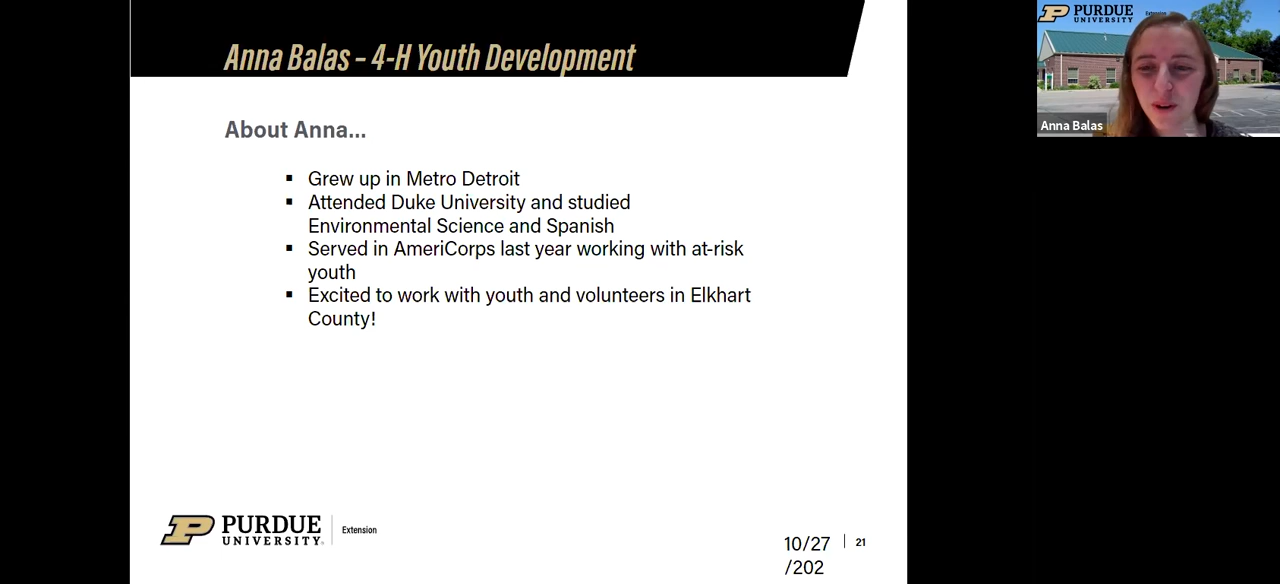 Anna Balas – 4-H Youth Development
About Anna...
▪ Grew up in Metro Detroit
▪ Attended Duke University and studied
Environmental Science and Spanish
▪ Served in AmeriCorps last year working with at-risk
youth
▪ Excited to work with youth and volunteers in Elkhart
County!
PURDUE
UNIVERSITY®
Extension
10/27
/202
21
PURDUE
UNIVERSITY
Extension
Anna Balas